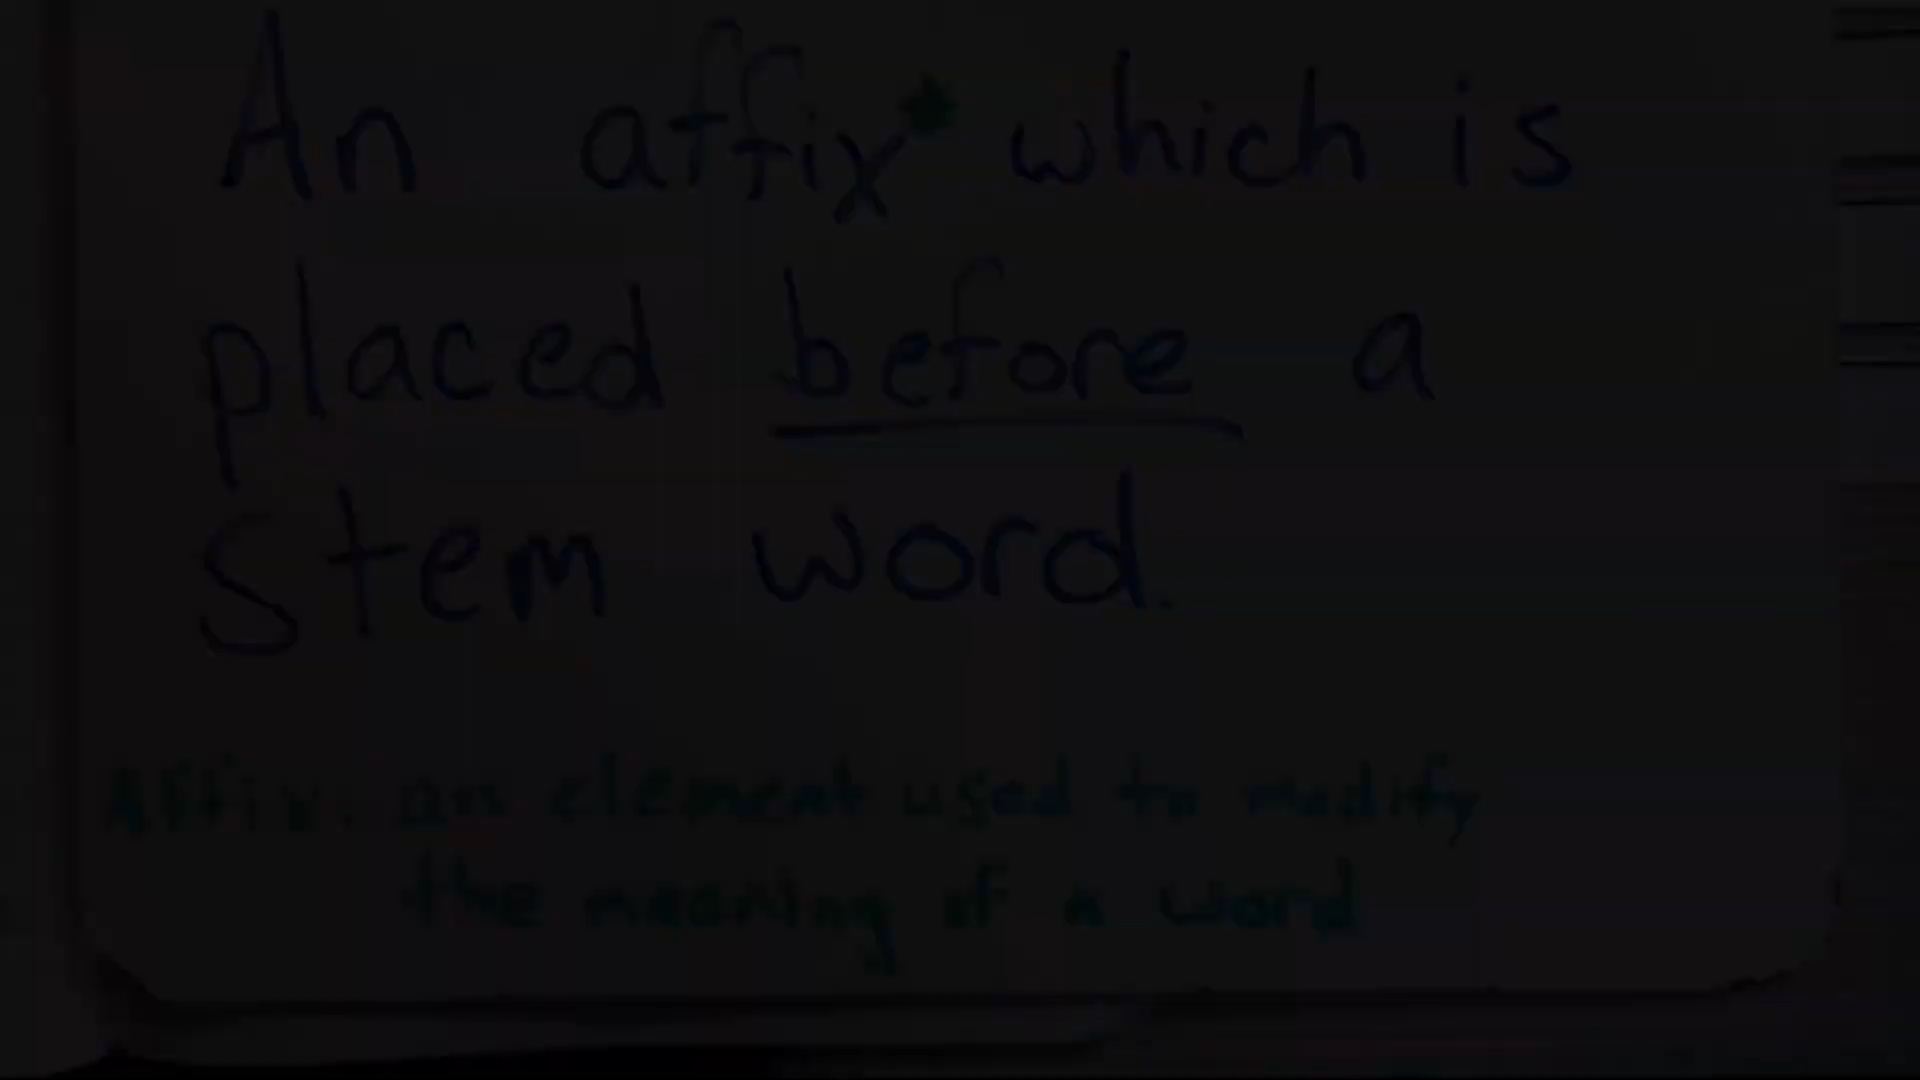 An affix* which is
placed before a
stem word.
Affix: an element used to modify
the meaning of a word